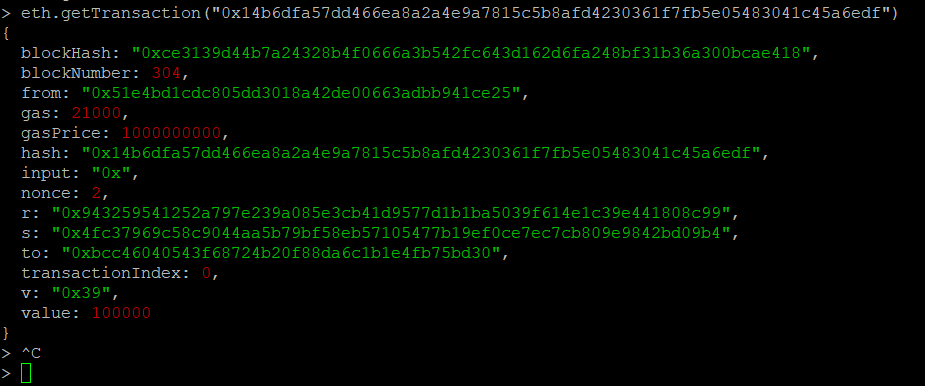 > eth.getTransaction("0x14b6dfa57dd466ea8a2a4e9a7815c5b8afd4230361f7fb5e05483041c45a6edf")
{
  blockHash: "0xce3139d44b7a24328b4f0666a3b542fc643d162d6fa248bf31b36a300bcae418",
  blockNumber: 304,
  from: "0x51e4bd1cdc805dd3018a42de00663adbb941ce25",
  gas: 21000,
  gasPrice: 1000000000,
  hash: "0x14b6dfa57dd466ea8a2a4e9a7815c5b8afd4230361f7fb5e05483041c45a6edf",
  input: "0x",
  nonce: 2,
  r: "0x943259541252a797e239a085e3cb41d9577d1b1ba5039f614e1c39e441808c99",
  s: "0x4fc37969c58c9044aa5b79bf58eb57105477b19ef0ce7ec7cb809e9842bd09b4",
  to: "0xbcc46040543f68724b20f88da6c1b1e4fb75bd30",
  transactionIndex: 0,
  v: "0x39",
  value: 100000
}
> ^C
>